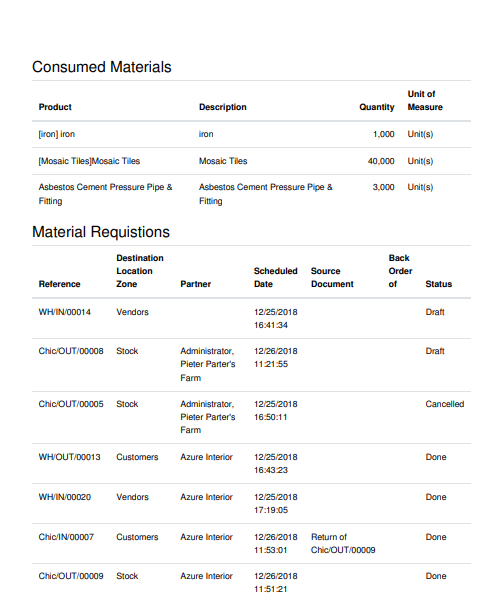 Consumed Materials
Product Description Quantity Unit of Measure
[iron] iron iron 1,000 Unit(s)
[Mosaic Tiles]Mosaic Tiles Mosaic Tiles 40,000 Unit(s)
Asbestos Cement Pressure Pipe & Asbestos Cement Pressure Pipe & 3,000 Unit(s)
Fitting Fitting
Material Requistions
Destination
Location Scheduled Source Back Order
Reference Zone Partner Date Document of Status
WH/IN/00014 Vendors 12/25/2018 Draft
16:41:34
Chic/OUT/00008 Stock Administrator, 12/26/2018 Draft
Pieter Parter's 11:21:55
Farm
Chic/OUT/00005 Stock Administrator, 12/25/2018 Cancelled
Pieter Parter's 16:50:11
Farm
WH/OUT/00013 Customers Azure Interior 12/25/2018 Done
16:43:23
WH/IN/00020 Vendors Azure Interior 12/25/2018 Done
17:19:05
Chic/IN/00007 Customers Azure Interior 12/26/2018 Return of Done
11:53:01 Chic/OUT/00009
Chic/OUT/00009 Stock Azure Interior 12/26/2018 Done
11:51:21